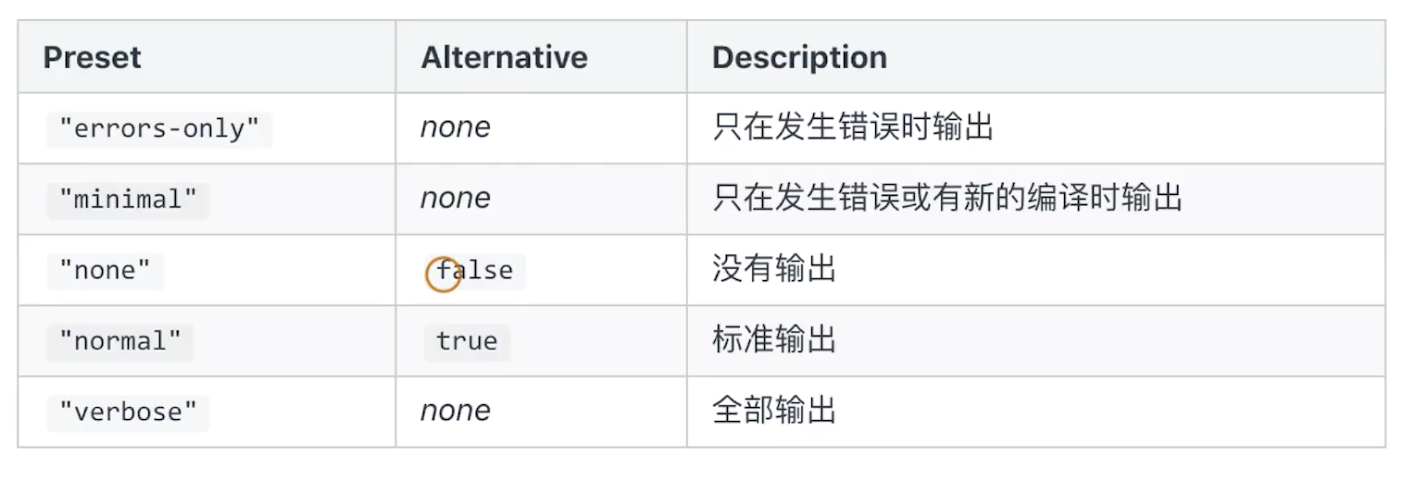 Preset Alternative Description
"errors-only" none 只在发生错误时输出
"minimal" none 只在发生错误或有新的编译时输出
"none" false 没有输出
"normal" true 标准输出
"verbose" none 全部输出